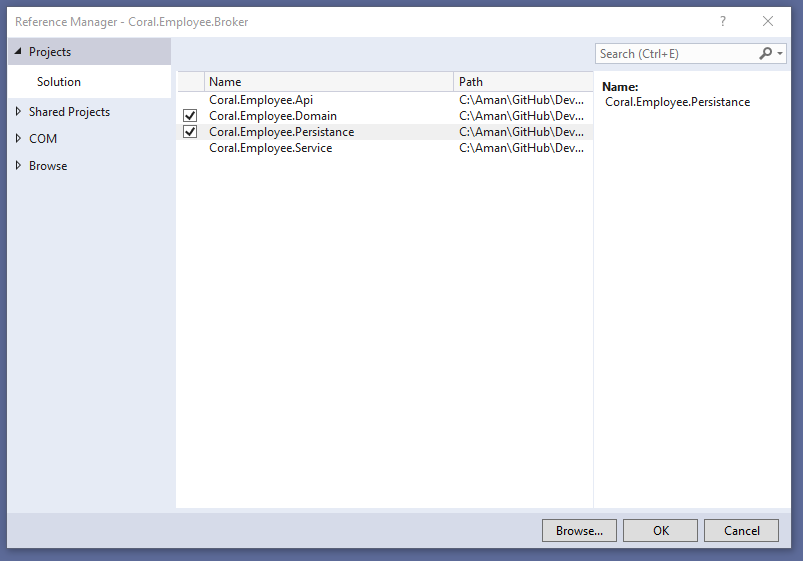 Reference Manager - Coral.Employee.Broker ?
Projects
Search (Ctrl+E)
Solution
Name Path
Name:
Coral.Employee.Api C:\Aman\GitHub\Dev...
Coral.Employee.Persistance
Shared Projects
Coral.Employee.Domain C:\Aman\GitHub\Dev...
Coral.Employee.Persistance C:\Aman\GitHub\Dev...
COM
Coral.Employee.Service C:\Aman\GitHub\Dev...
Browse
Browse... OK Cancel